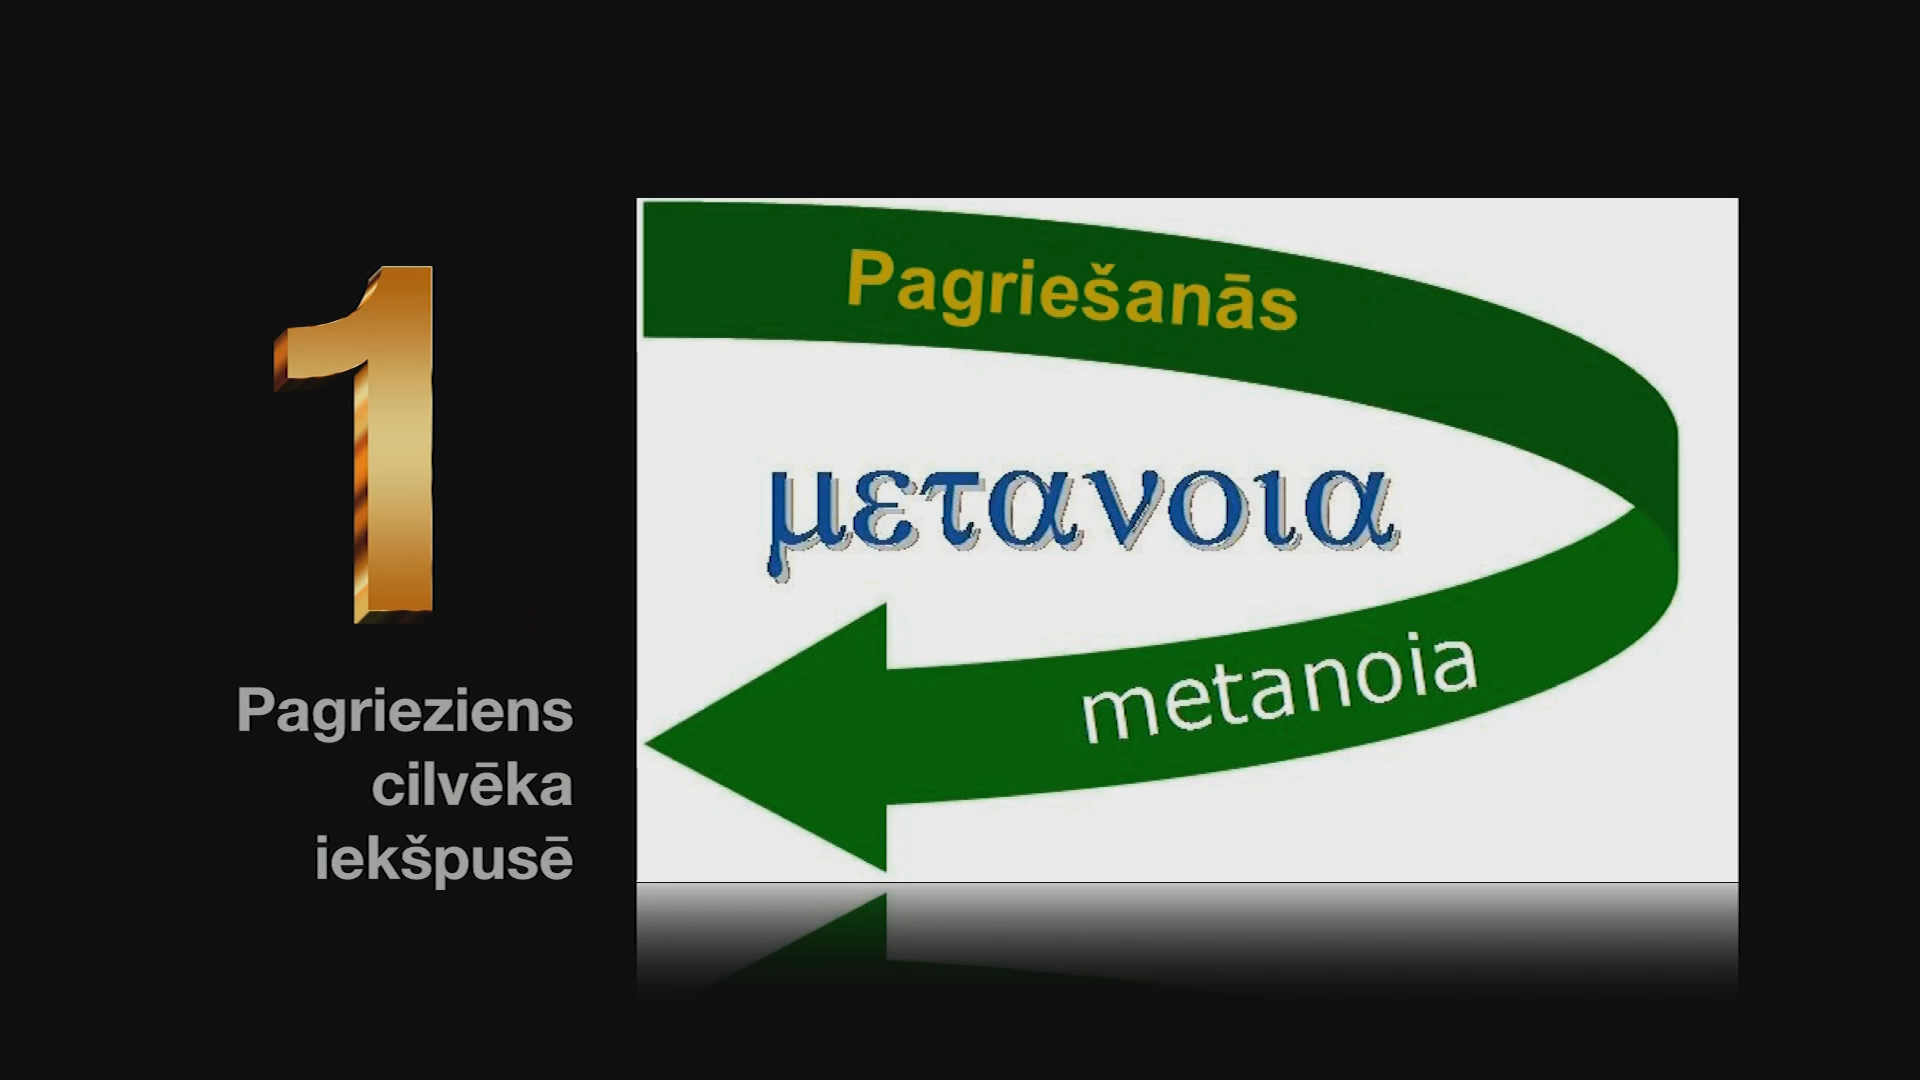 1
Pagrieziens
cilvēka
iekšpusē
Pagriešanās
μετανοια
metanoia